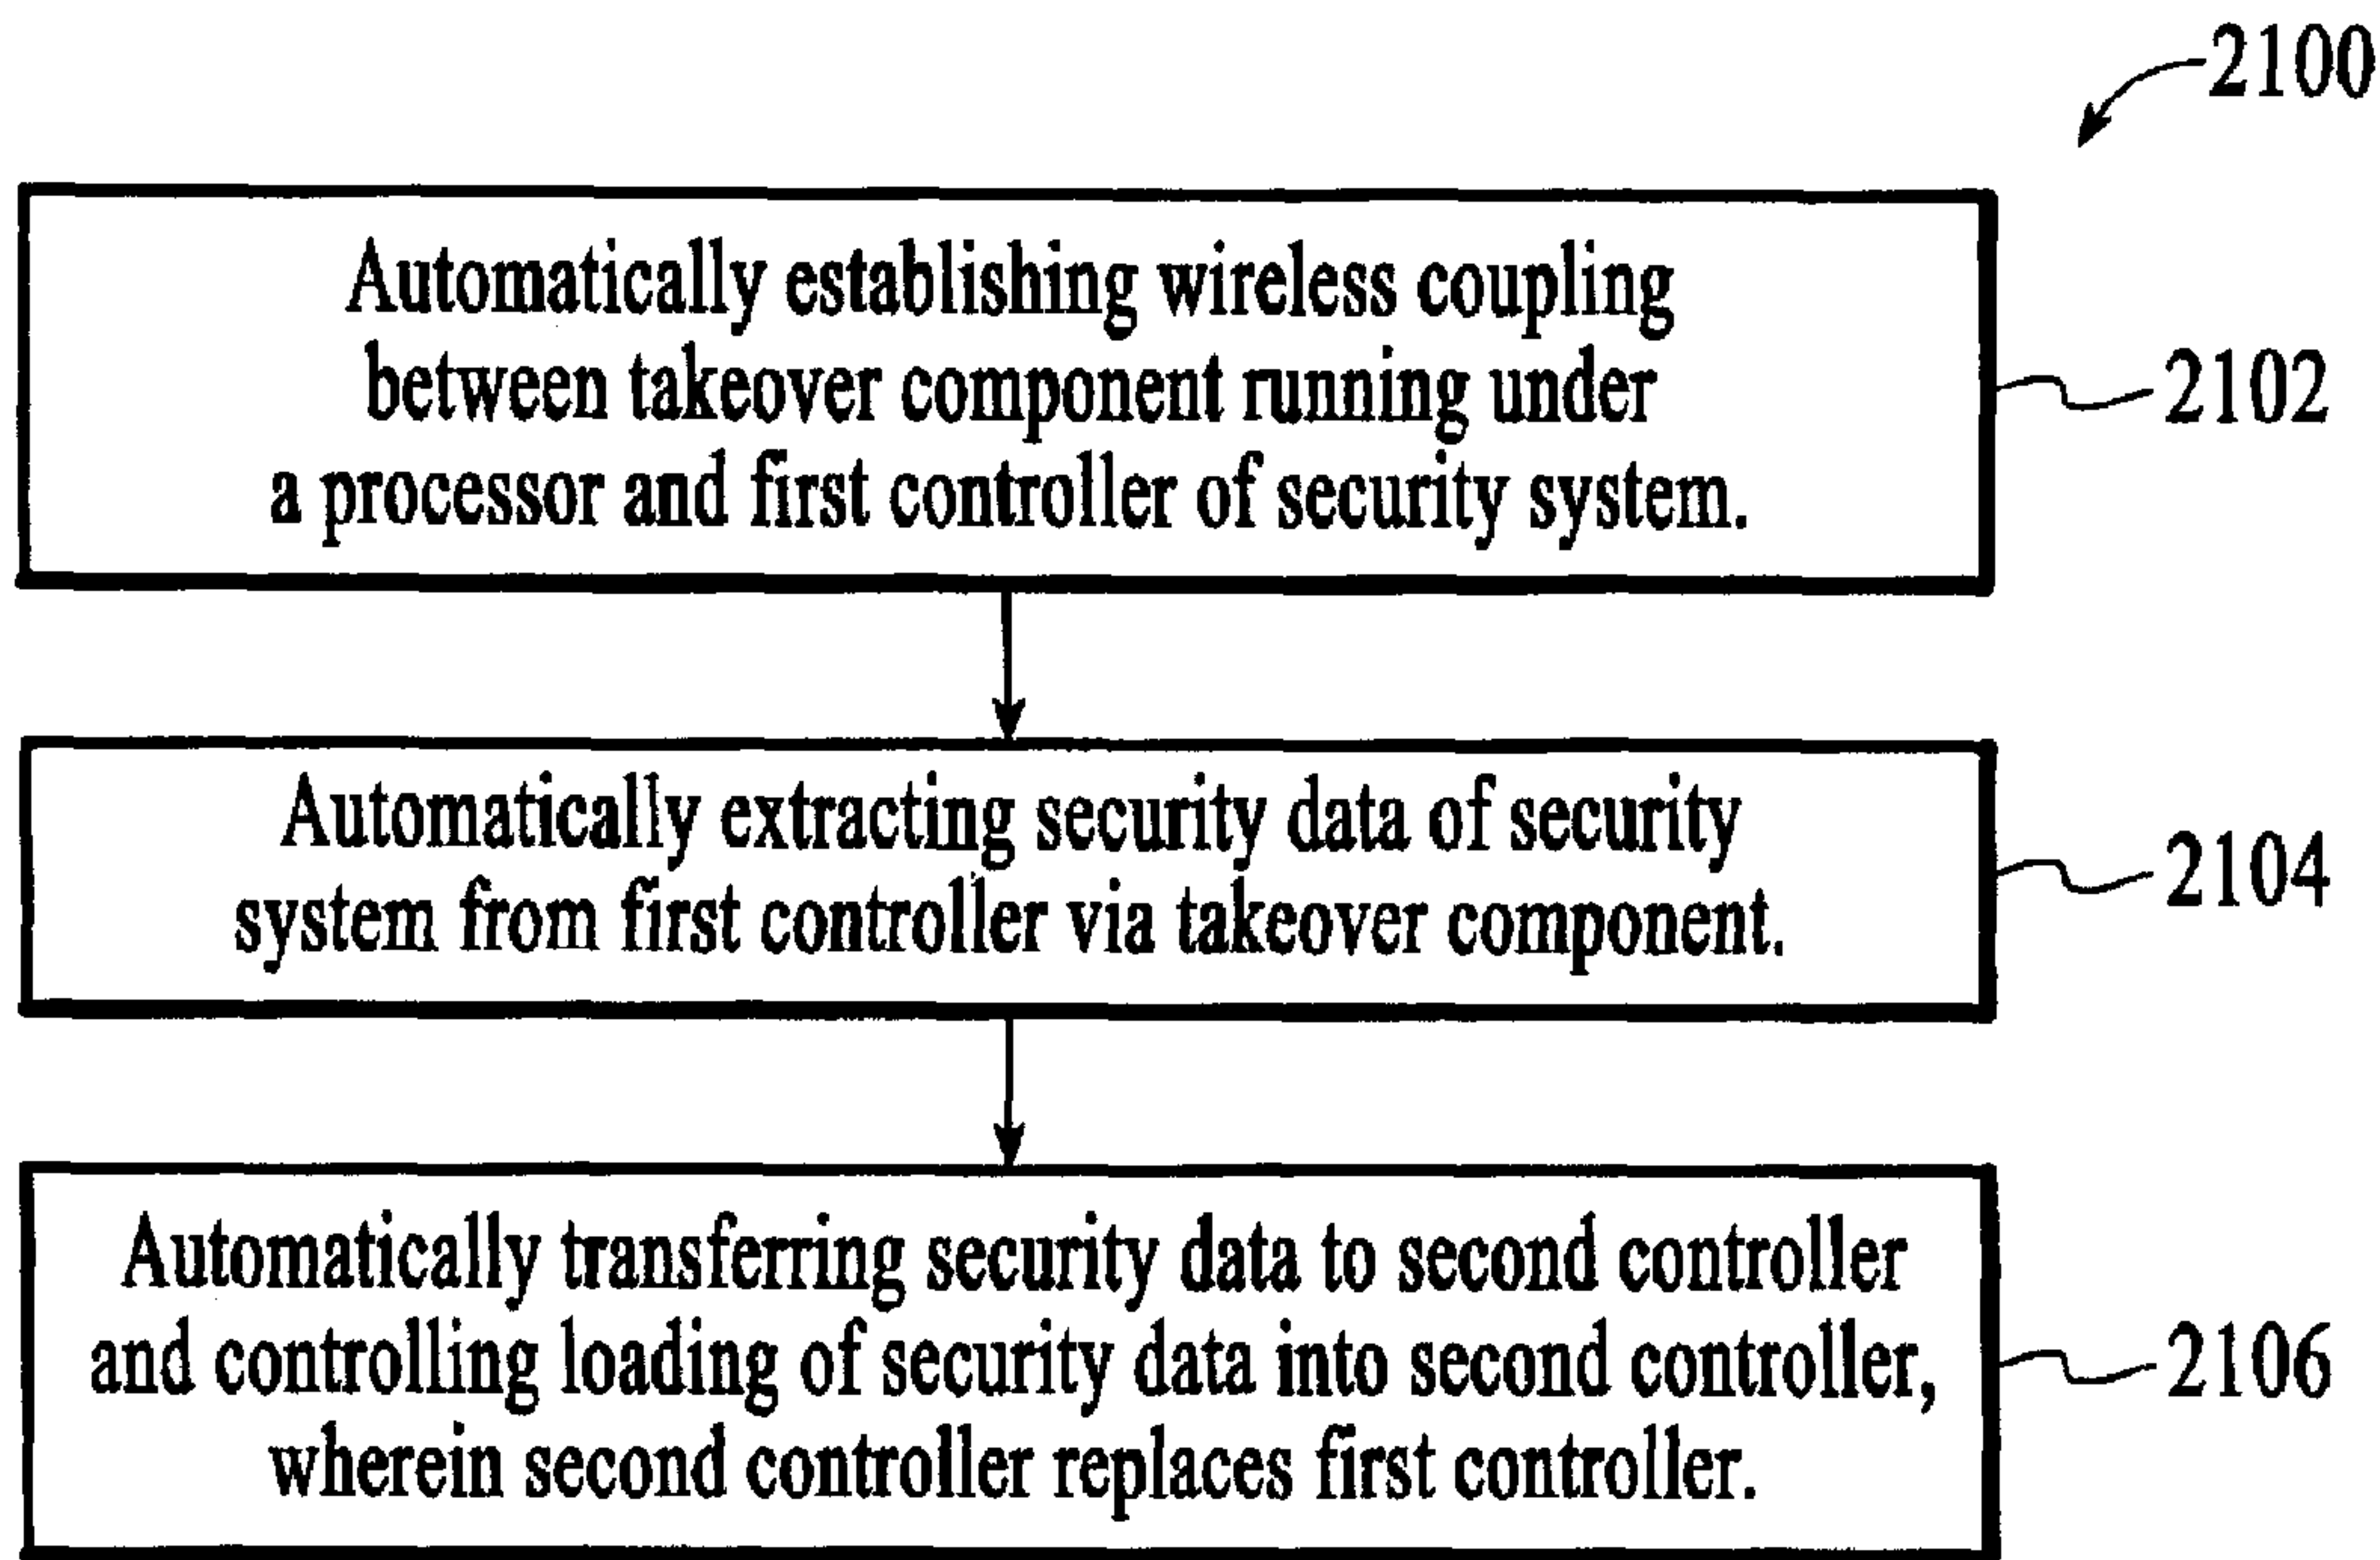 2100
Automatically establishing wireless coupling
between takeover component running under
a processor and first controller of security system.
2102
Automatically extracting security data of security
system from first controller via takeover component.
2104
Automatically transferring security data to second controller
and controlling loading of security data into second controller,
wherein second controller replaces first controller.
2106